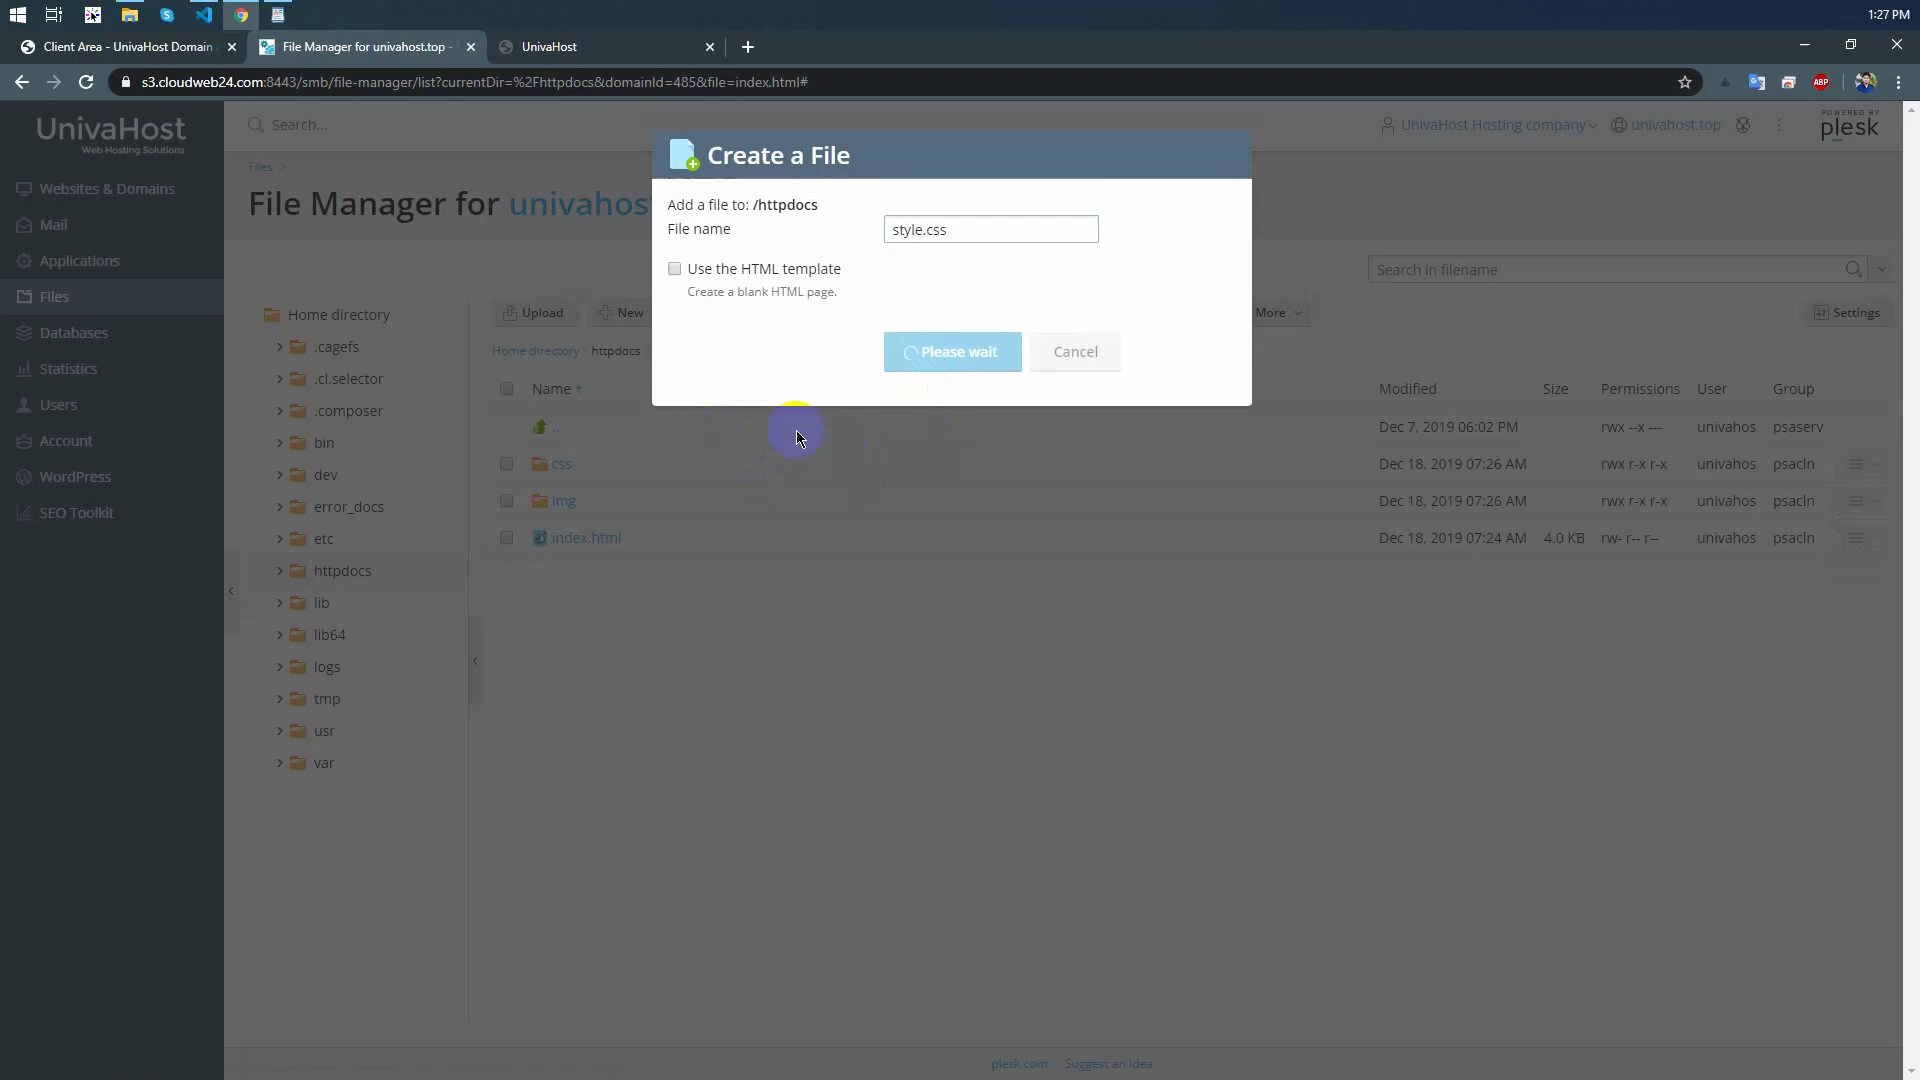 1:27 PM
Client Area - UnivaHost Domain
File Manager for univahost.top -
UnivaHost
s3.cloudweb24.com:8443/smb/file-manager/list?currentDir=%2Fhttpdocs&domainId=485&file=index.html#
ABP
UnivaHost
Web Hosting Solutions
Search...
UnivaHost Hosting company
univahost.top
POWERED BY
plesk
Websites & Domains
Mail
Applications
Files
Databases
Statistics
Users
Account
WordPress
SEO Toolkit
Files
File Manager for univahos
Create a File
Add a file to: /httpdocs
File name
style.css
Use the HTML template
Create a blank HTML page.
Please wait
Cancel
Search in filename
Upload
New
More
Settings
Home directory
.cagefs
.cl.selector
.composer
bin
dev
error_docs
etc
httpdocs
lib
lib64
logs
tmp
usr
var
Home directory httpdocs
Name Modified Size Permissions User Group
.. Dec 7, 2019 06:02 PM rwx --x --- univahos psaserv
css Dec 18, 2019 07:26 AM rwx r-x r-x univahos psacln
img Dec 18, 2019 07:26 AM rwx r-x r-x univahos psacln
index.html Dec 18, 2019 07:24 AM 4.0 KB rw- r-- r-- univahos psacln
plesk.com Suggest an idea